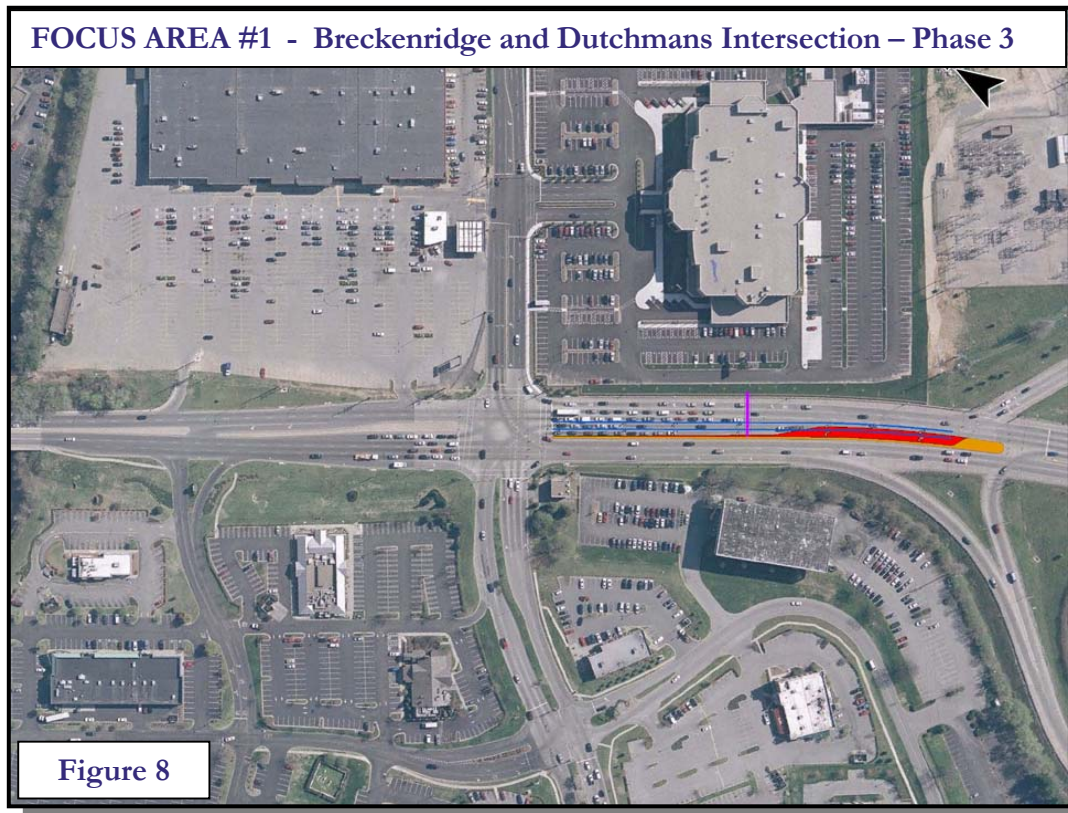 FOCUS AREA #1 - Breckenridge and Dutchmans Intersection – Phase 3
Figure 8